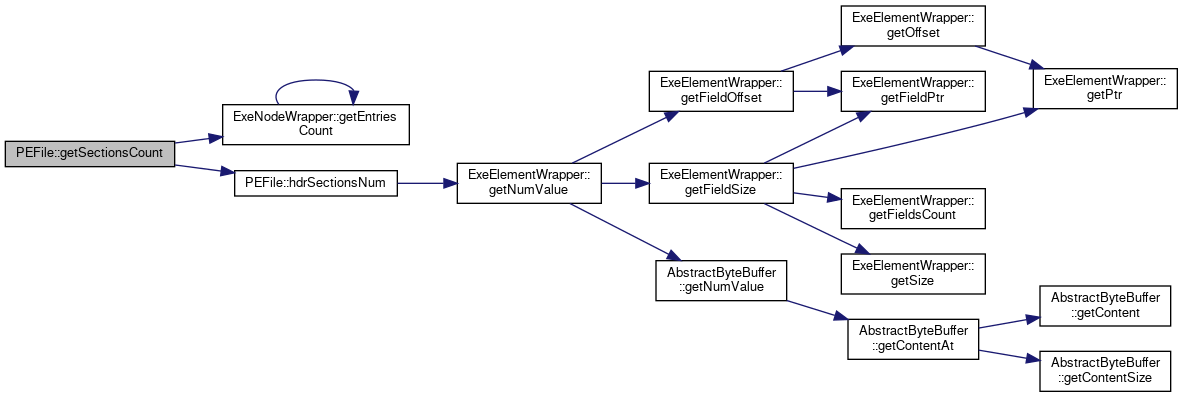 PEFile::getSectionsCount
ExeNodeWrapper::getEntries
Count
PEFile::hdrSectionsNum
ExeElementWrapper::
getNumValue
ExeElementWrapper::
getFieldOffset
ExeElementWrapper::
getFieldSize
AbstractByteBuffer
::getNumValue
ExeElementWrapper::
getOffset
ExeElementWrapper::
getFieldPtr
ExeElementWrapper::
getFieldsCount
ExeElementWrapper::
getSize
AbstractByteBuffer
::getContentAt
ExeElementWrapper::
getPtr
AbstractByteBuffer
::getContent
AbstractByteBuffer
::getContentSize